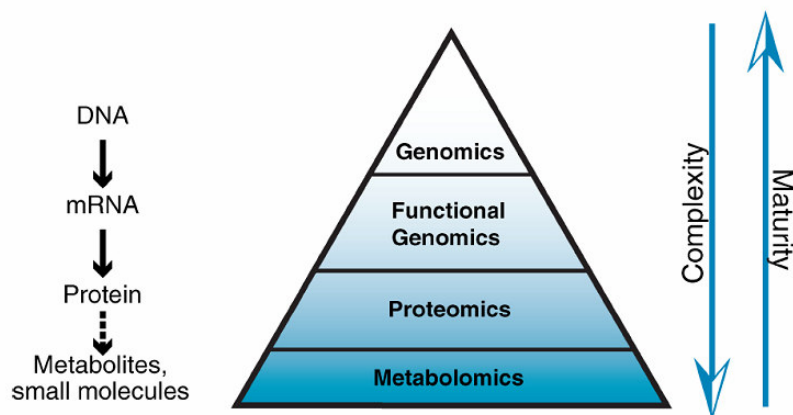 DNA
mRNA
Protein
Metabolites,
small molecules
Genomics
Functional
Genomics
Proteomics
Metabolomics
Complexity
Maturity